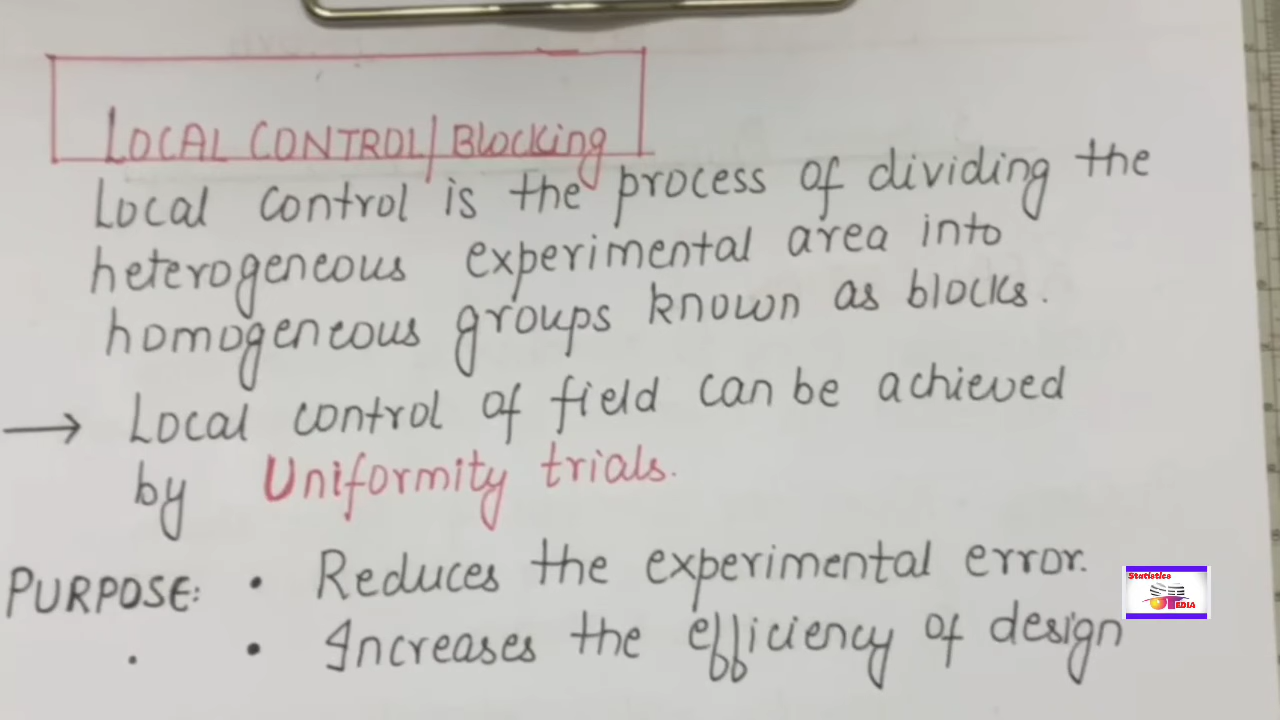 LOCAL CONTROL/Blocking
Local control is the process of dividing the
heterogeneous experimental area into
homogeneous groups known as blocks.
→ Local control of field can be achieved
by Uniformity trials.
PURPOSE: • Reduces the experimental error.
• Increases the efficiency of design
Statistics
PEDIA